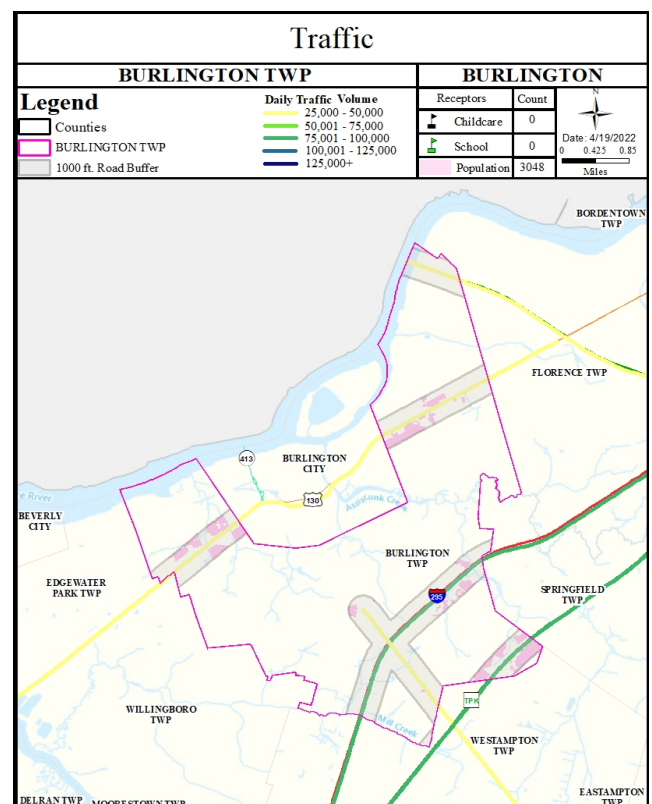 Traffic
BURLINGTON TWP
BURLINGTON
Legend
Counties
BURLINGTON TWP
1000 ft. Road Buffer
Daily Traffic Volume
25,000 - 50,000
50,001 - 75,000
75,001 - 100,000
100,001 - 125,000
125,000+
Receptors Count
Childcare 0
School 0
Population 3048
N
Date: 4/19/2022
0 0.425 0.85
Miles
BORDENTOWN
TWP
FLORENCE TWP
BURLINGTON
CITY
413
130
Assiscunk Creek
e River
BEVERLY
CITY
BURLINGTON
TWP
EDGEWATER
PARK TWP
295
SPRINGFIELD
TWP
TPK
WILLINGBORO
TWP
Mill Creek
WESTAMPTON
TWP
EASTAMPTON
TWP
DELRAN TWP
MOORESTOWN TWP